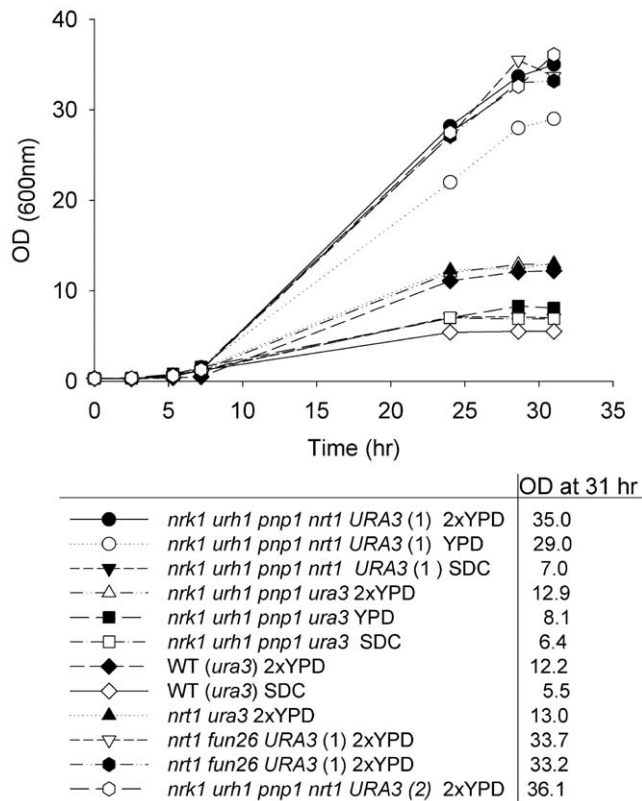 40
30
20
10
0
OD (600nm)
0 5 10 15 20 25 30 35
Time (hr)
OD at 31 hr
nrk1 urh1 pnp1 nrt1 URA3 (1) 2xYPD 35.0
nrk1 urh1 pnp1 nrt1 URA3 (1) YPD 29.0
nrk1 urh1 pnp1 nrt1 URA3 (1 ) SDC 7.0
nrk1 urh1 pnp1 ura3 2xYPD 12.9
nrk1 urh1 pnp1 ura3 YPD 8.1
nrk1 urh1 pnp1 ura3 SDC 6.4
WT (ura3) 2xYPD 12.2
WT (ura3) SDC 5.5
nrt1 ura3 2xYPD 13.0
nrt1 fun26 URA3 (1) 2xYPD 33.7
nrt1 fun26 URA3 (1) 2xYPD 33.2
nrk1 urh1 pnp1 nrt1 URA3 (2) 2xYPD 36.1